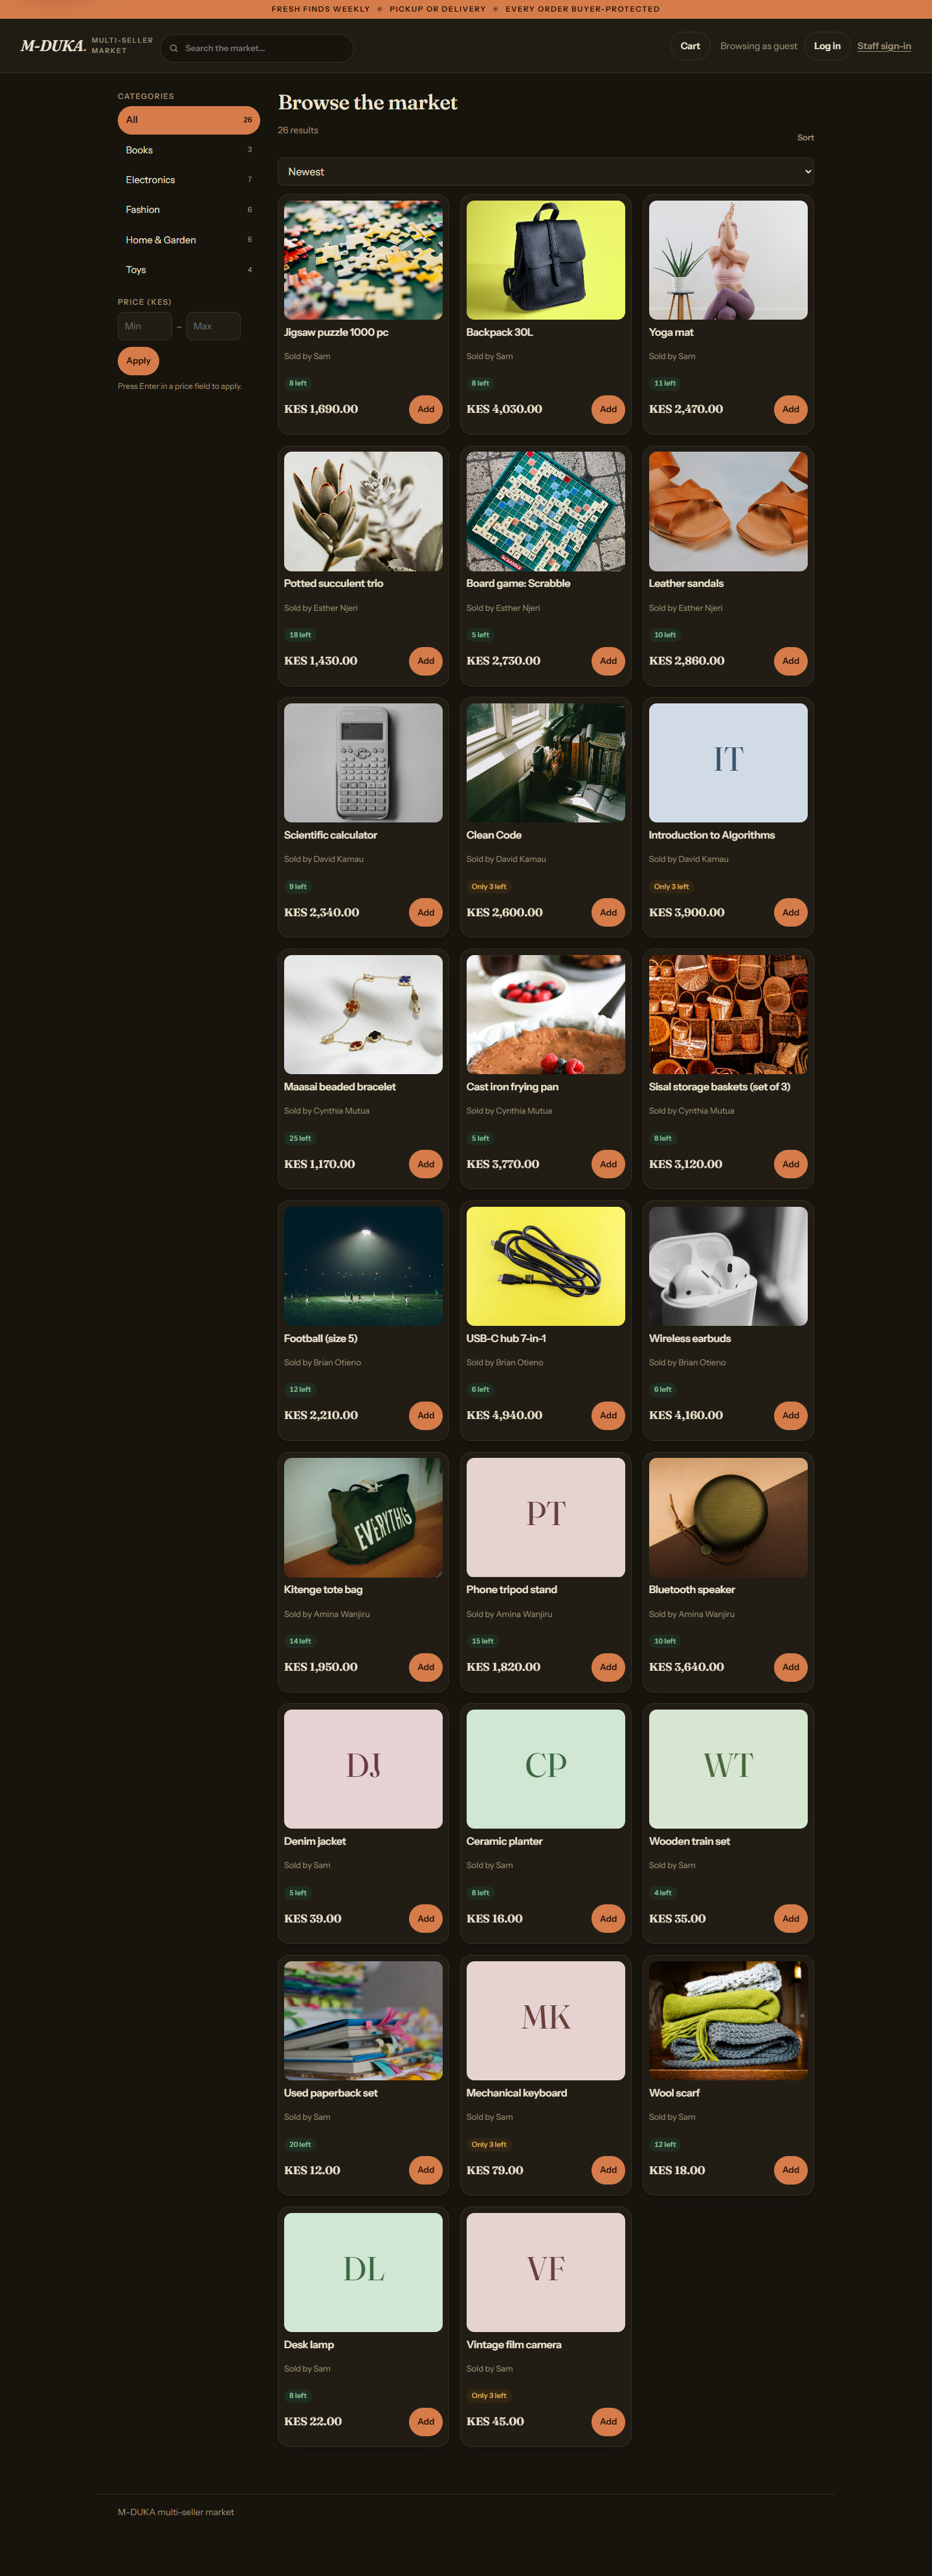 FRESH FINDS WEEKLY ✷ PICKUP OR DELIVERY ✷ EVERY ORDER BUYER-PROTECTED
M-DUKA.
MULTI-SELLER
MARKET
Search the market...
Cart
Browsing as guest
Log in
Staff sign-in
CATEGORIES
All 26
Books 3
Electronics 7
Fashion 6
Home & Garden 6
Toys 4
PRICE (KES)
Min – Max
Apply
Press Enter in a price field to apply.
Browse the market
26 results
Sort
Newest
Jigsaw puzzle 1000 pc
Sold by Sam
8 left
KES 1,690.00 Add
Backpack 30L
Sold by Sam
8 left
KES 4,030.00 Add
Yoga mat
Sold by Sam
11 left
KES 2,470.00 Add
Potted succulent trio
Sold by Esther Njeri
18 left
KES 1,430.00 Add
SCRABBLE
Board game: Scrabble
Sold by Esther Njeri
5 left
KES 2,730.00 Add
Leather sandals
Sold by Esther Njeri
10 left
KES 2,860.00 Add
Scientific calculator
Sold by David Kamau
9 left
KES 2,340.00 Add
Clean Code
Sold by David Kamau
Only 3 left
KES 2,600.00 Add
IT
Introduction to Algorithms
Sold by David Kamau
Only 3 left
KES 3,900.00 Add
Maasai beaded bracelet
Sold by Cynthia Mutua
25 left
KES 1,170.00 Add
Cast iron frying pan
Sold by Cynthia Mutua
5 left
KES 3,770.00 Add
Sisal storage baskets (set of 3)
Sold by Cynthia Mutua
8 left
KES 3,120.00 Add
Football (size 5)
Sold by Brian Otieno
12 left
KES 2,210.00 Add
USB-C hub 7-in-1
Sold by Brian Otieno
6 left
KES 4,940.00 Add
Wireless earbuds
Sold by Brian Otieno
6 left
KES 4,160.00 Add
Kitenge tote bag
Sold by Amina Wanjiru
14 left
KES 1,950.00 Add
PT
Phone tripod stand
Sold by Amina Wanjiru
15 left
KES 1,820.00 Add
Bluetooth speaker
Sold by Amina Wanjiru
10 left
KES 3,640.00 Add
DJ
Denim jacket
Sold by Sam
5 left
KES 39.00 Add
CP
Ceramic planter
Sold by Sam
8 left
KES 16.00 Add
WT
Wooden train set
Sold by Sam
4 left
KES 35.00 Add
Used paperback set
Sold by Sam
20 left
KES 12.00 Add
MK
Mechanical keyboard
Sold by Sam
Only 3 left
KES 79.00 Add
Wool scarf
Sold by Sam
12 left
KES 18.00 Add
DL
Desk lamp
Sold by Sam
8 left
KES 22.00 Add
VF
Vintage film camera
Sold by Sam
Only 3 left
KES 45.00 Add
M-DUKA multi-seller market